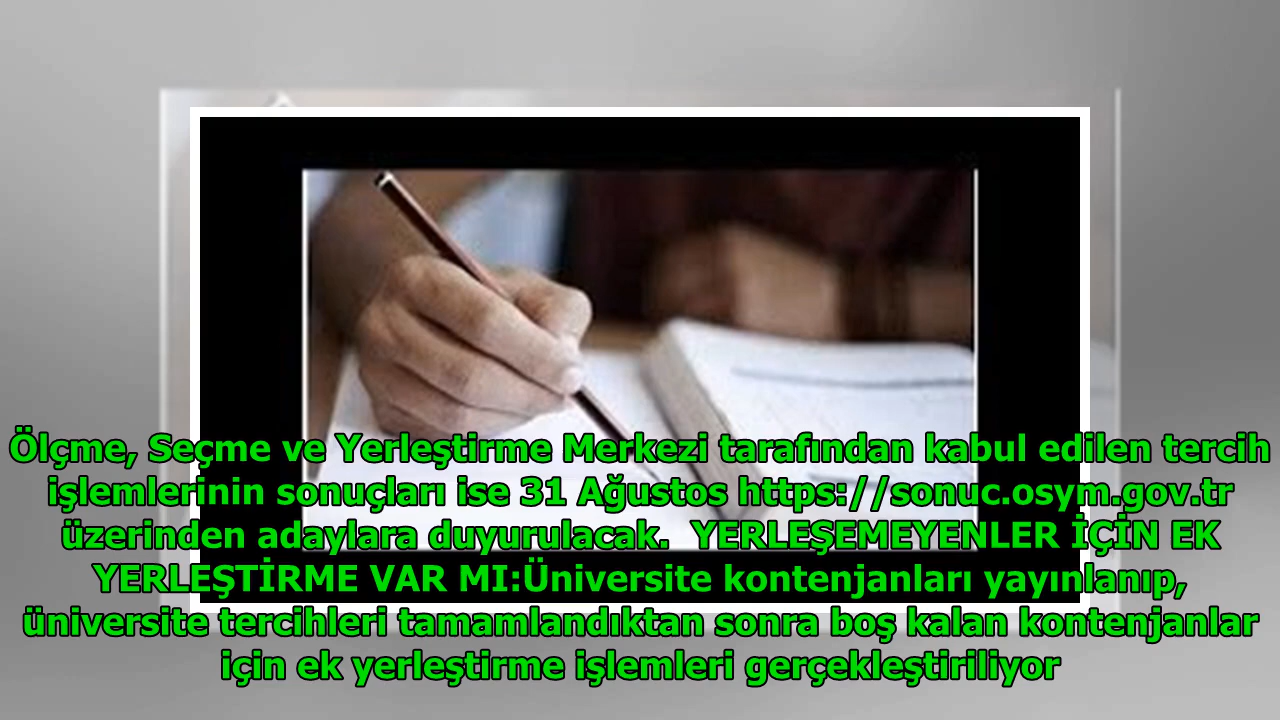 Ölçme, Seçme ve Yerleştirme Merkezi tarafından kabul edilen tercih
işlemlerinin sonuçları ise 31 Ağustos https://sonuc.osym.gov.tr
üzerinden adaylara duyurulacak.  YERLEŞEMEYENLER İÇİN EK
YERLEŞTİRME VAR MI:Üniversite kontenjanları yayınlanıp,
üniversite tercihleri tamamlandıktan sonra boş kalan kontenjanlar
için ek yerleştirme işlemleri gerçekleştiriliyor